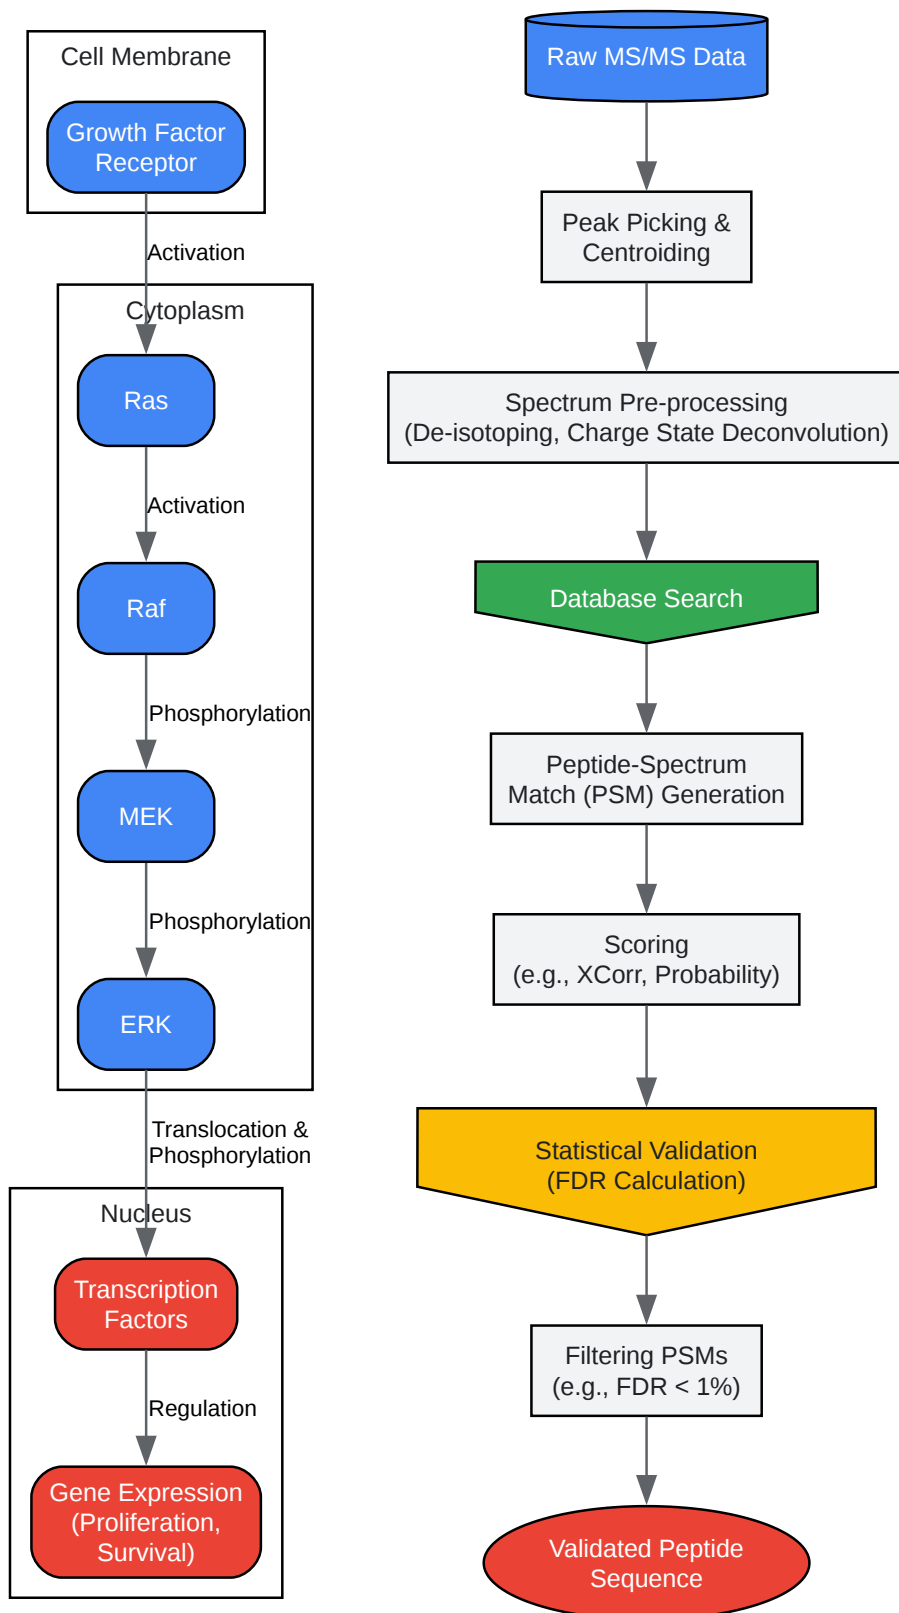 Cell Membrane
Growth Factor
Receptor
Activation
Cytoplasm
Ras
Activation
Raf
Phosphorylation
MEK
Phosphorylation
ERK
Translocation &
Phosphorylation
Nucleus
Transcription
Factors
Regulation
Gene Expression
(Proliferation,
Survival)
Raw MS/MS Data
Peak Picking &
Centroiding
Spectrum Pre-processing
(De-isotoping, Charge State Deconvolution)
Database Search
Peptide-Spectrum
Match (PSM) Generation
Scoring
(e.g., XCorr, Probability)
Statistical Validation
(FDR Calculation)
Filtering PSMs
(e.g., FDR < 1%)
Validated Peptide
Sequence